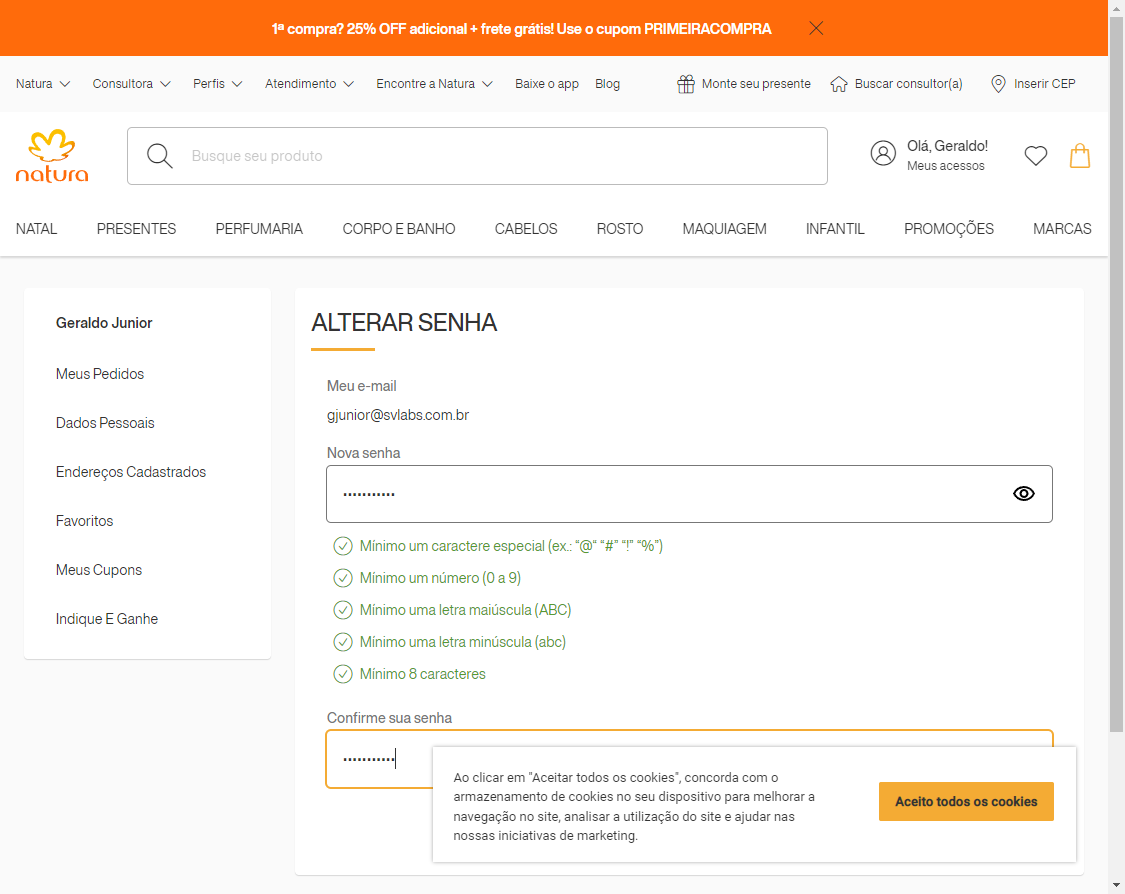 1ª compra? 25% OFF adicional + frete grátis! Use o cupom PRIMEIRACOMPRA
Natura Consultora Perfis Atendimento Encontre a Natura Baixe o app Blog Monte seu presente Buscar consultor(a) Inserir CEP
natura
Busque seu produto
Olá, Geraldo!
Meus acessos
NATAL PRESENTES PERFUMARIA CORPO E BANHO CABELOS ROSTO MAQUIAGEM INFANTIL PROMOÇÕES MARCAS
Geraldo Junior
Meus Pedidos
Dados Pessoais
Endereços Cadastrados
Favoritos
Meus Cupons
Indique E Ganhe
ALTERAR SENHA
Meu e-mail
gjunior@svlabs.com.br
Nova senha
•••••••••••
Mínimo um caractere especial (ex.: “@“ “#” “!” “%”)
Mínimo um número (0 a 9)
Mínimo uma letra maiúscula (ABC)
Mínimo uma letra minúscula (abc)
Mínimo 8 caracteres
Confirme sua senha
•••••••••••
Ao clicar em "Aceitar todos os cookies", concorda com o
armazenamento de cookies no seu dispositivo para melhorar a
navegação no site, analisar a utilização do site e ajudar nas
nossas iniciativas de marketing.
Aceito todos os cookies